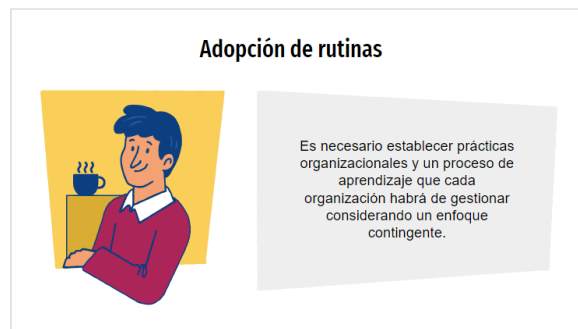 Adopción de rutinas
Es necesario establecer prácticas
organizacionales y un proceso de
aprendizaje que cada
organización habrá de gestionar
considerando un enfoque
contingente.